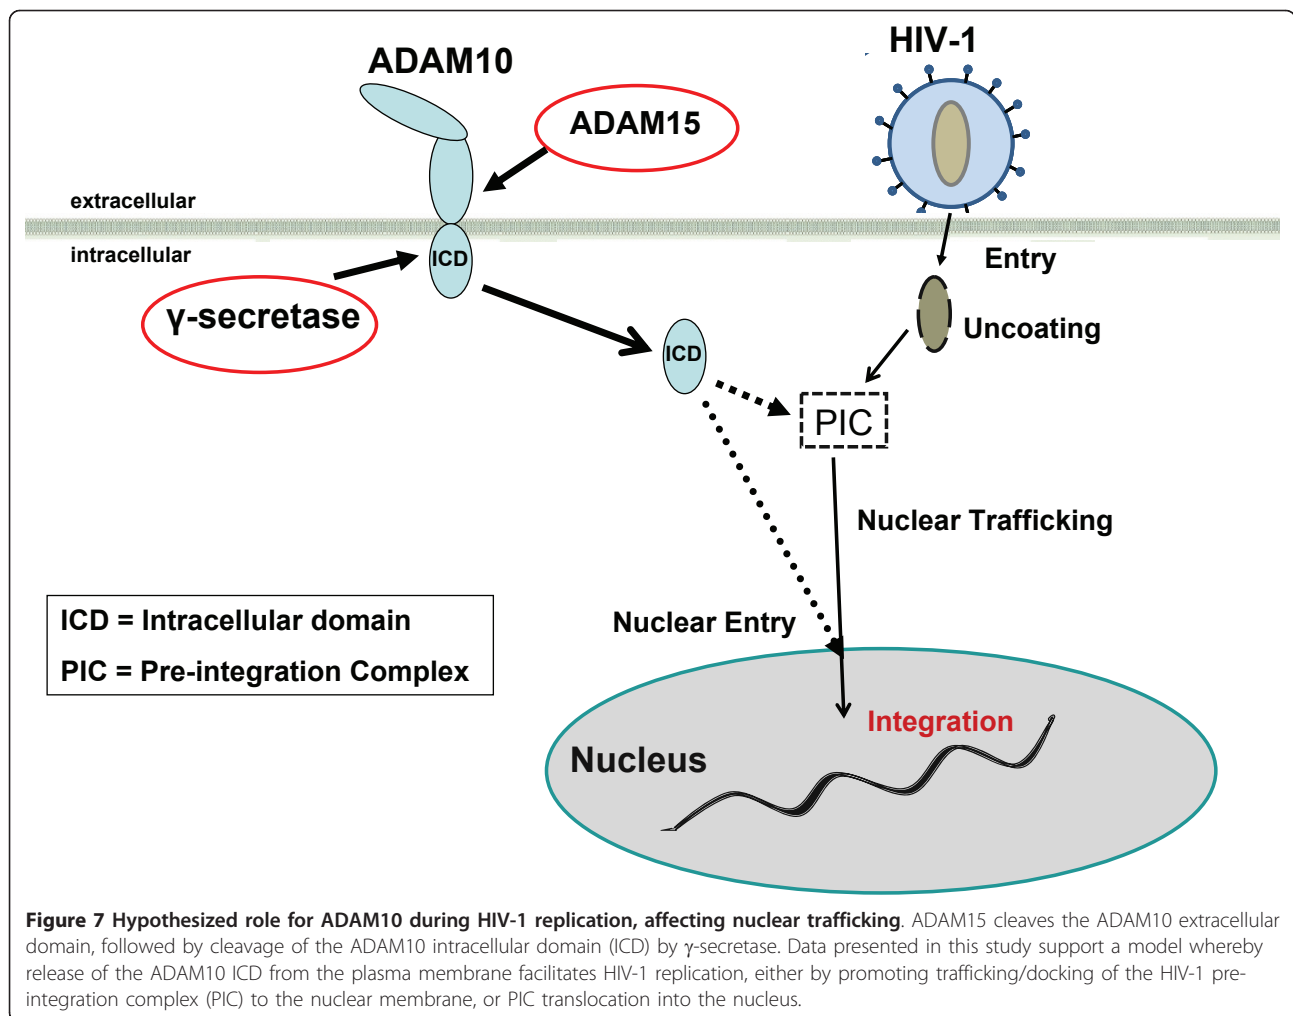 HIV-1
ADAM10
ADAM15
extracellular
intracellular
ICD
Entry
γ-secretase
Uncoating
ICD
PIC
Nuclear Trafficking
ICD = Intracellular domain
PIC = Pre-integration Complex
Nuclear Entry
Integration
Nucleus
Figure 7 Hypothesized role for ADAM10 during HIV-1 replication, affecting nuclear trafficking. ADAM15 cleaves the ADAM10 extracellular
domain, followed by cleavage of the ADAM10 intracellular domain (ICD) by γ-secretase. Data presented in this study support a model whereby
release of the ADAM10 ICD from the plasma membrane facilitates HIV-1 replication, either by promoting trafficking/docking of the HIV-1 pre-
integration complex (PIC) to the nuclear membrane, or PIC translocation into the nucleus.